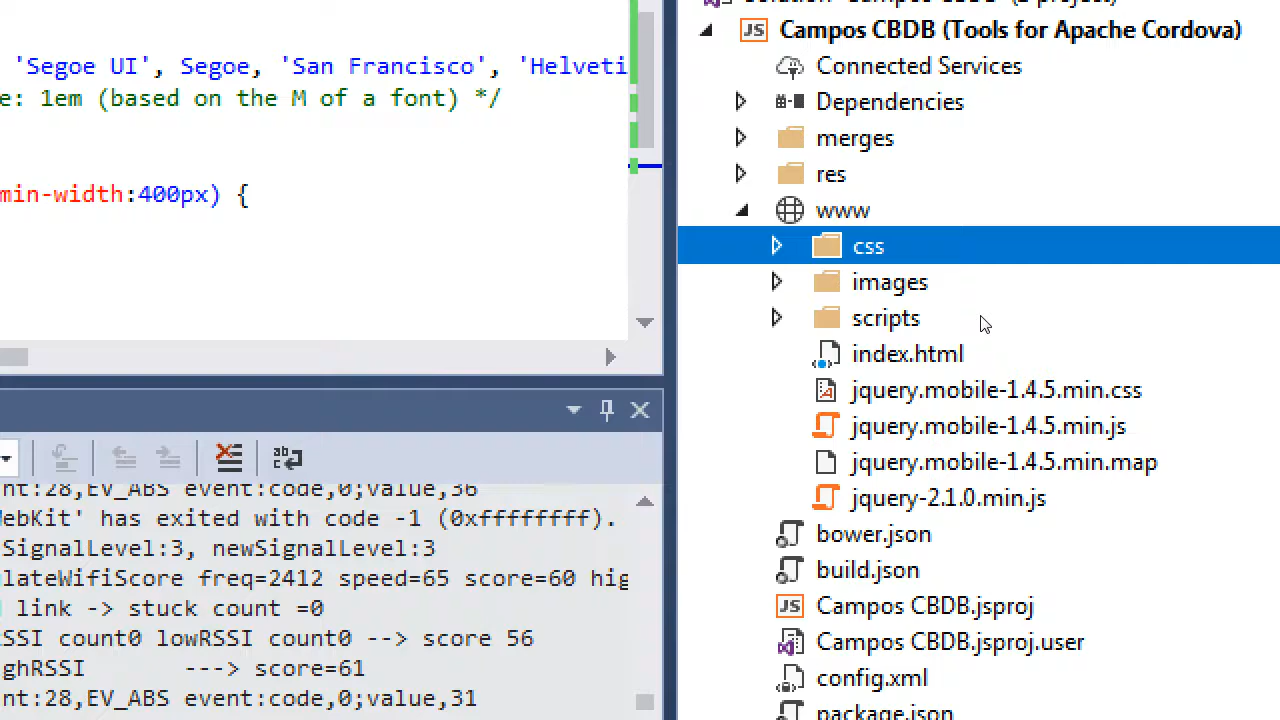 'Segoe UI', Segoe, 'San Francisco', 'Helveti
e: 1em (based on the M of a font) */
min-width:400px) {
nt:28,EV_ABS event:code,0;value,36
WebKit' has exited with code -1 (0xffffffff).
SignalLevel:3, newSignalLevel:3
lateWifiScore freq=2412 speed=65 score=60 hig
link -> stuck count =0
SSI count0 lowRSSI count0 --> score 56
ghRSSI ---> score=61
nt:28,EV_ABS event:code,0;value,31
Campos CBDB (Tools for Apache Cordova)
Connected Services
Dependencies
merges
res
www
css
images
scripts
index.html
jquery.mobile-1.4.5.min.css
jquery.mobile-1.4.5.min.js
jquery.mobile-1.4.5.min.map
jquery-2.1.0.min.js
bower.json
build.json
JS Campos CBDB.jsproj
Campos CBDB.jsproj.user
config.xml
package.json